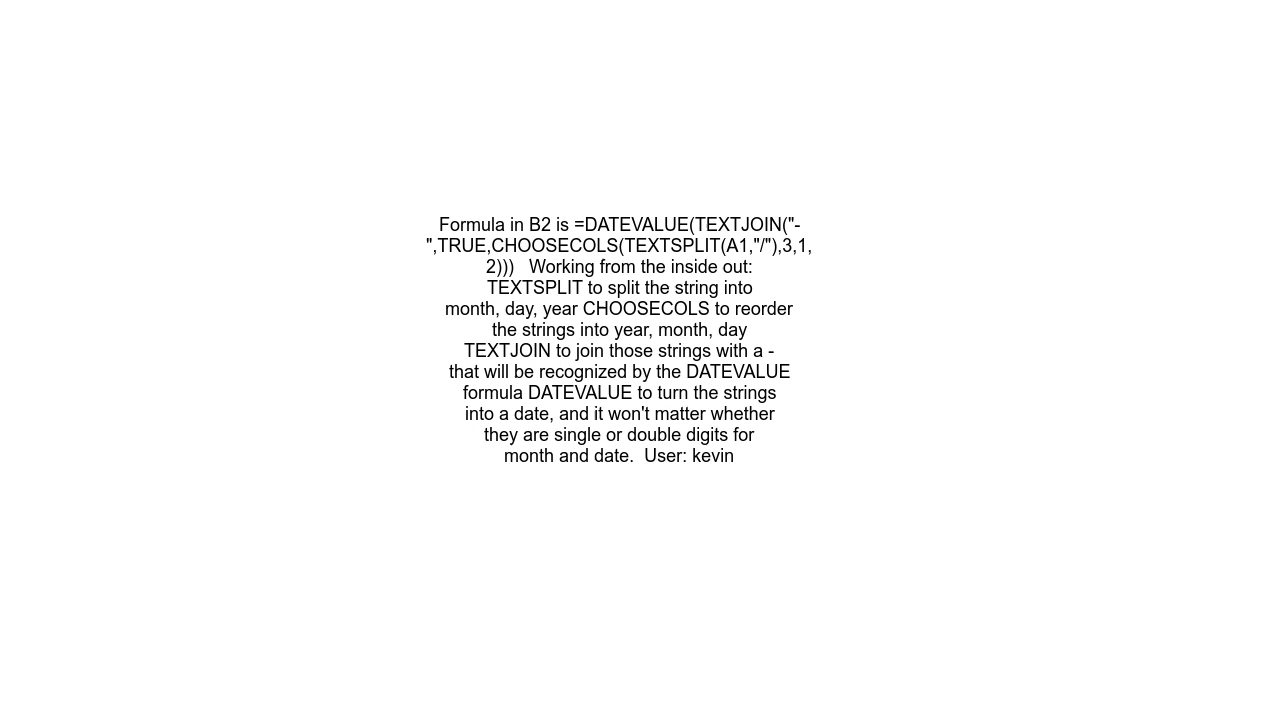 Formula in B2 is =DATEVALUE(TEXTJOIN("-
",TRUE,CHOOSECOLS(TEXTSPLIT(A1,"/"),3,1,
2)))   Working from the inside out:
TEXTSPLIT to split the string into
month, day, year CHOOSECOLS to reorder
the strings into year, month, day
TEXTJOIN to join those strings with a -
that will be recognized by the DATEVALUE
formula DATEVALUE to turn the strings
into a date, and it won't matter whether
they are single or double digits for
month and date.  User: kevin